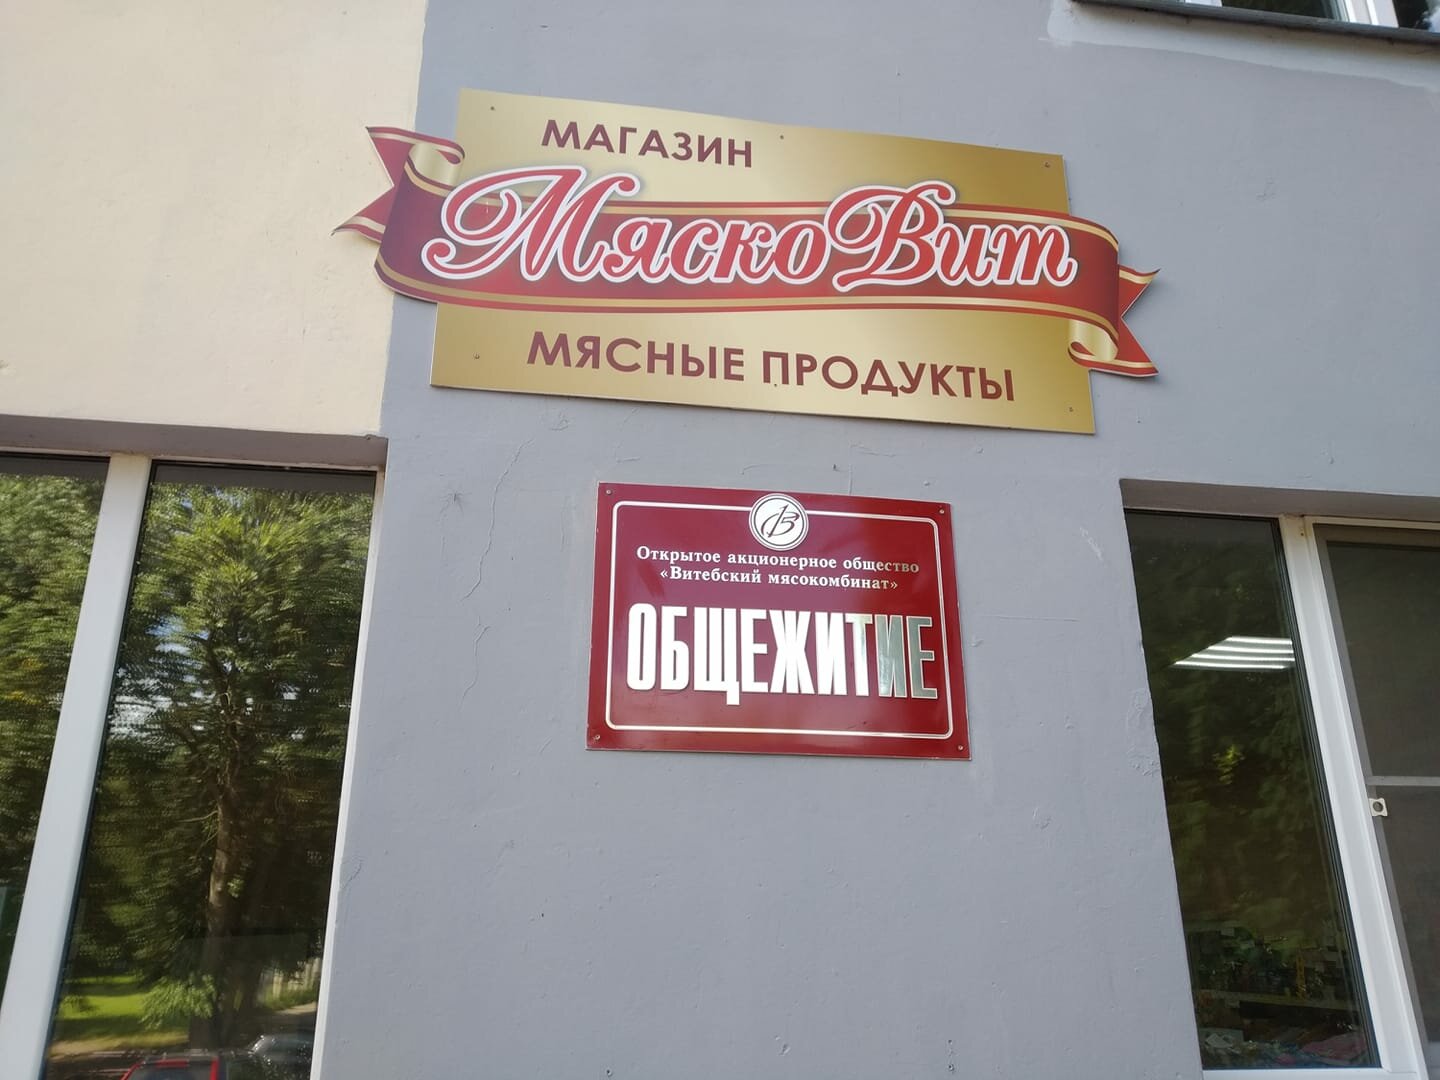 МАГАЗИН
МяскоВит
МЯСНЫЕ ПРОДУКТЫ
В
Открытое акционерное общество
«Витебский мясокомбинат»
ОБЩЕЖИТИЕ